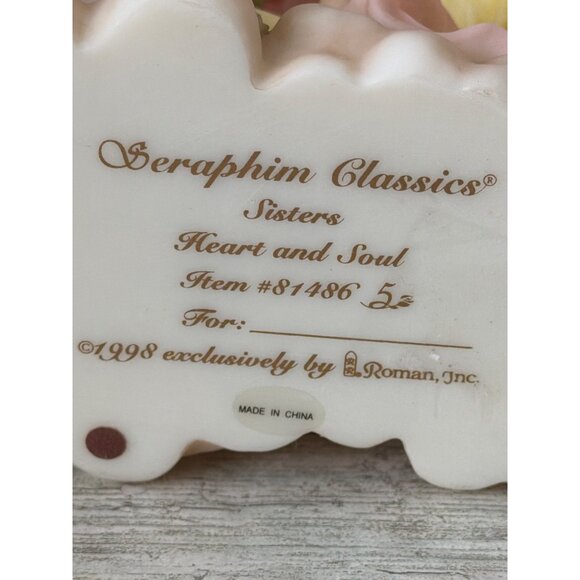 Seraphim Classics®
Sisters
Heart and Soul
Item #81486
For:
©1998 exclusively by Roman, Inc.
MADE IN CHINA